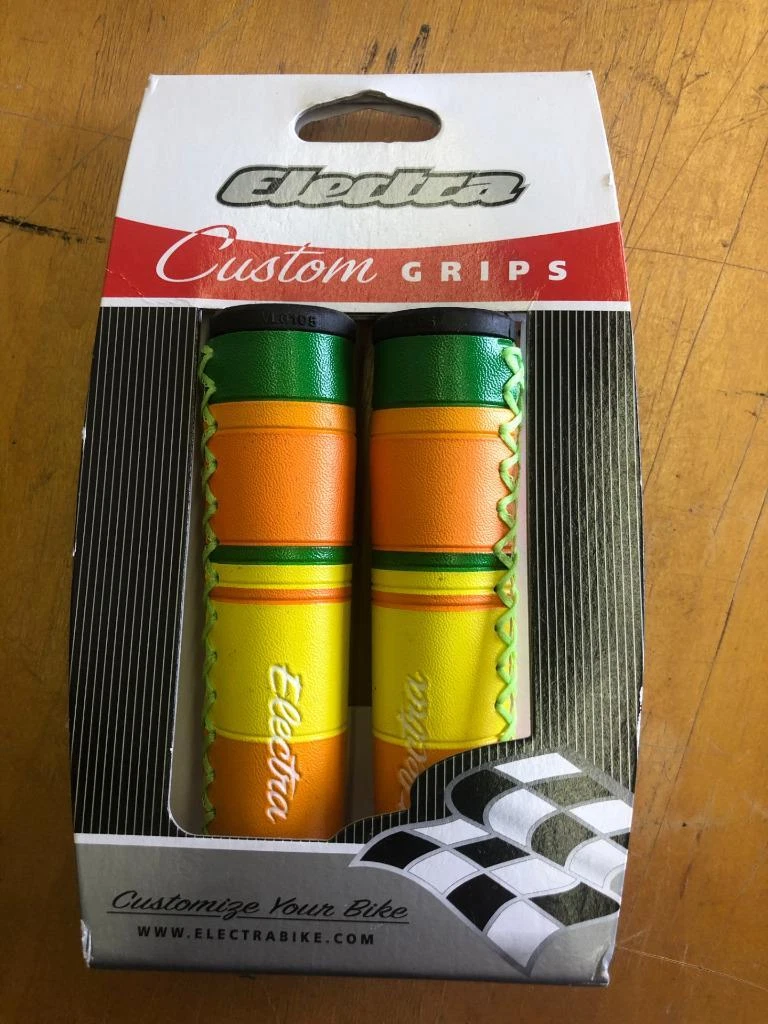 Electra
Custom GRIPS
Electra
Customize Your Bike
WWW.ELECTRABIKE.COM